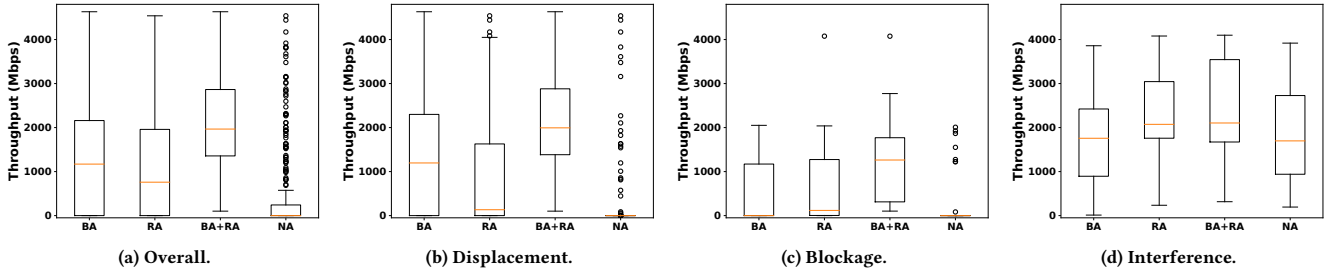 Throughput (Mbps)
4000
3000
2000
1000
0
BA RA BA+RA NA
(a) Overall.
Throughput (Mbps)
4000
3000
2000
1000
0
BA RA BA+RA NA
(b) Displacement.
Throughput (Mbps)
4000
3000
2000
1000
0
BA RA BA+RA NA
(c) Blockage.
Throughput (Mbps)
4000
3000
2000
1000
0
BA RA BA+RA NA
(d) Interference.